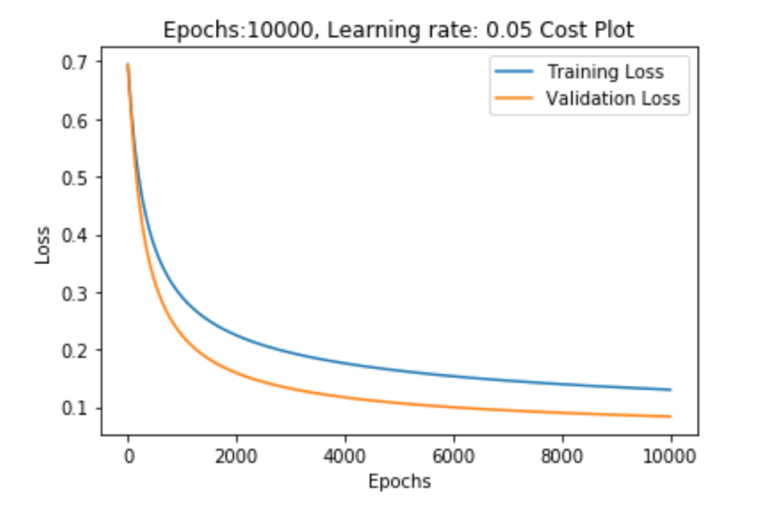 Epochs:10000, Learning rate: 0.05 Cost Plot
Training Loss
Validation Loss
0.7
0.6
0.5
0.4
0.3
0.2
0.1
Loss
0 2000 4000 6000 8000 10000
Epochs